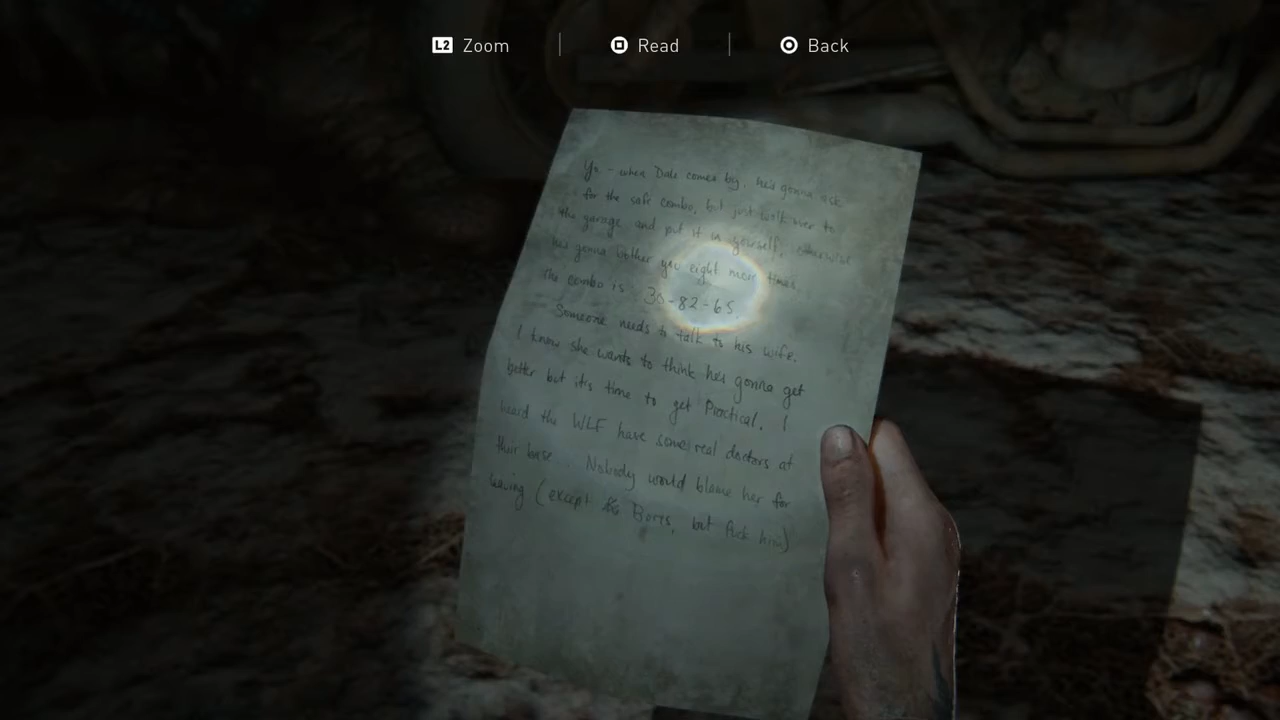 L2 Zoom | Read | Back
Yo - when Dale comes by, he's gonna ask
for the safe combo, but just walk over to
the garage and put it in yourself, otherwise
he's gonna bother you eight more times.
the combo is 30-82-65.
Someone needs to talk to his wife.
I know she wants to think he's gonna get
better but it's time to get Practical. I
heard the WLF have some real doctors at
their base. Nobody would blame her for
leaving (except Boris, but Fuck him)